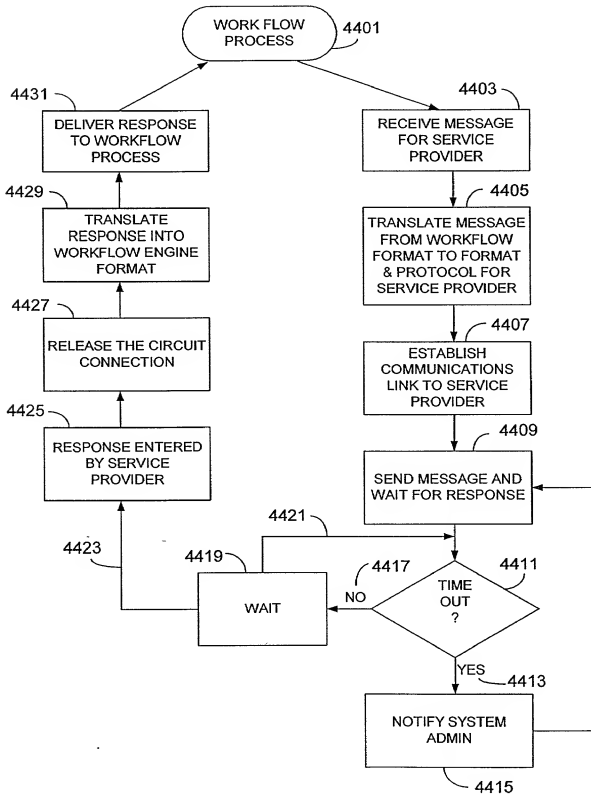 WORK FLOW
PROCESS
4401
4403
RECEIVE MESSAGE
FOR SERVICE
PROVIDER
4405
TRANSLATE MESSAGE
FROM WORKFLOW
FORMAT TO FORMAT
& PROTOCOL FOR
SERVICE PROVIDER
4407
ESTABLISH
COMMUNICATIONS
LINK TO SERVICE
PROVIDER
4409
SEND MESSAGE AND
WAIT FOR RESPONSE
4411
TIME
OUT
?
4417
NO
4419
WAIT
4421
4423
YES
4413
NOTIFY SYSTEM
ADMIN
4415
4425
RESPONSE ENTERED
BY SERVICE
PROVIDER
4427
RELEASE THE CIRCUIT
CONNECTION
4429
TRANSLATE
RESPONSE INTO
WORKFLOW ENGINE
FORMAT
4431
DELIVER RESPONSE
TO WORKFLOW
PROCESS